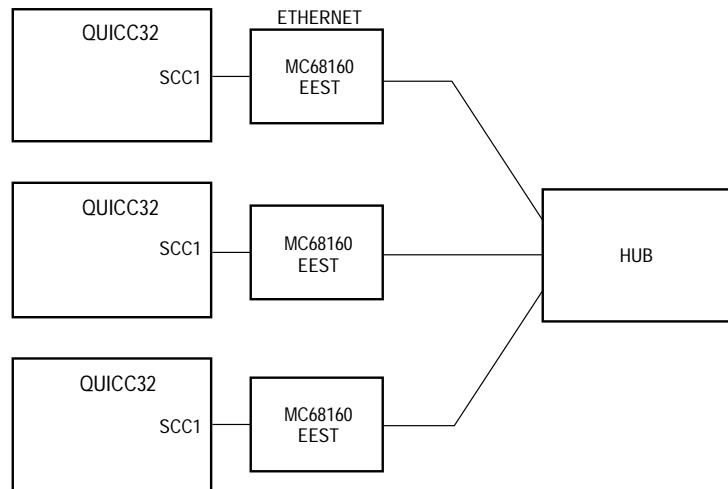 ETHERNET
QUICC32
SCC1
MC68160
EEST
QUICC32
SCC1
MC68160
EEST
HUB
QUICC32
SCC1
MC68160
EEST